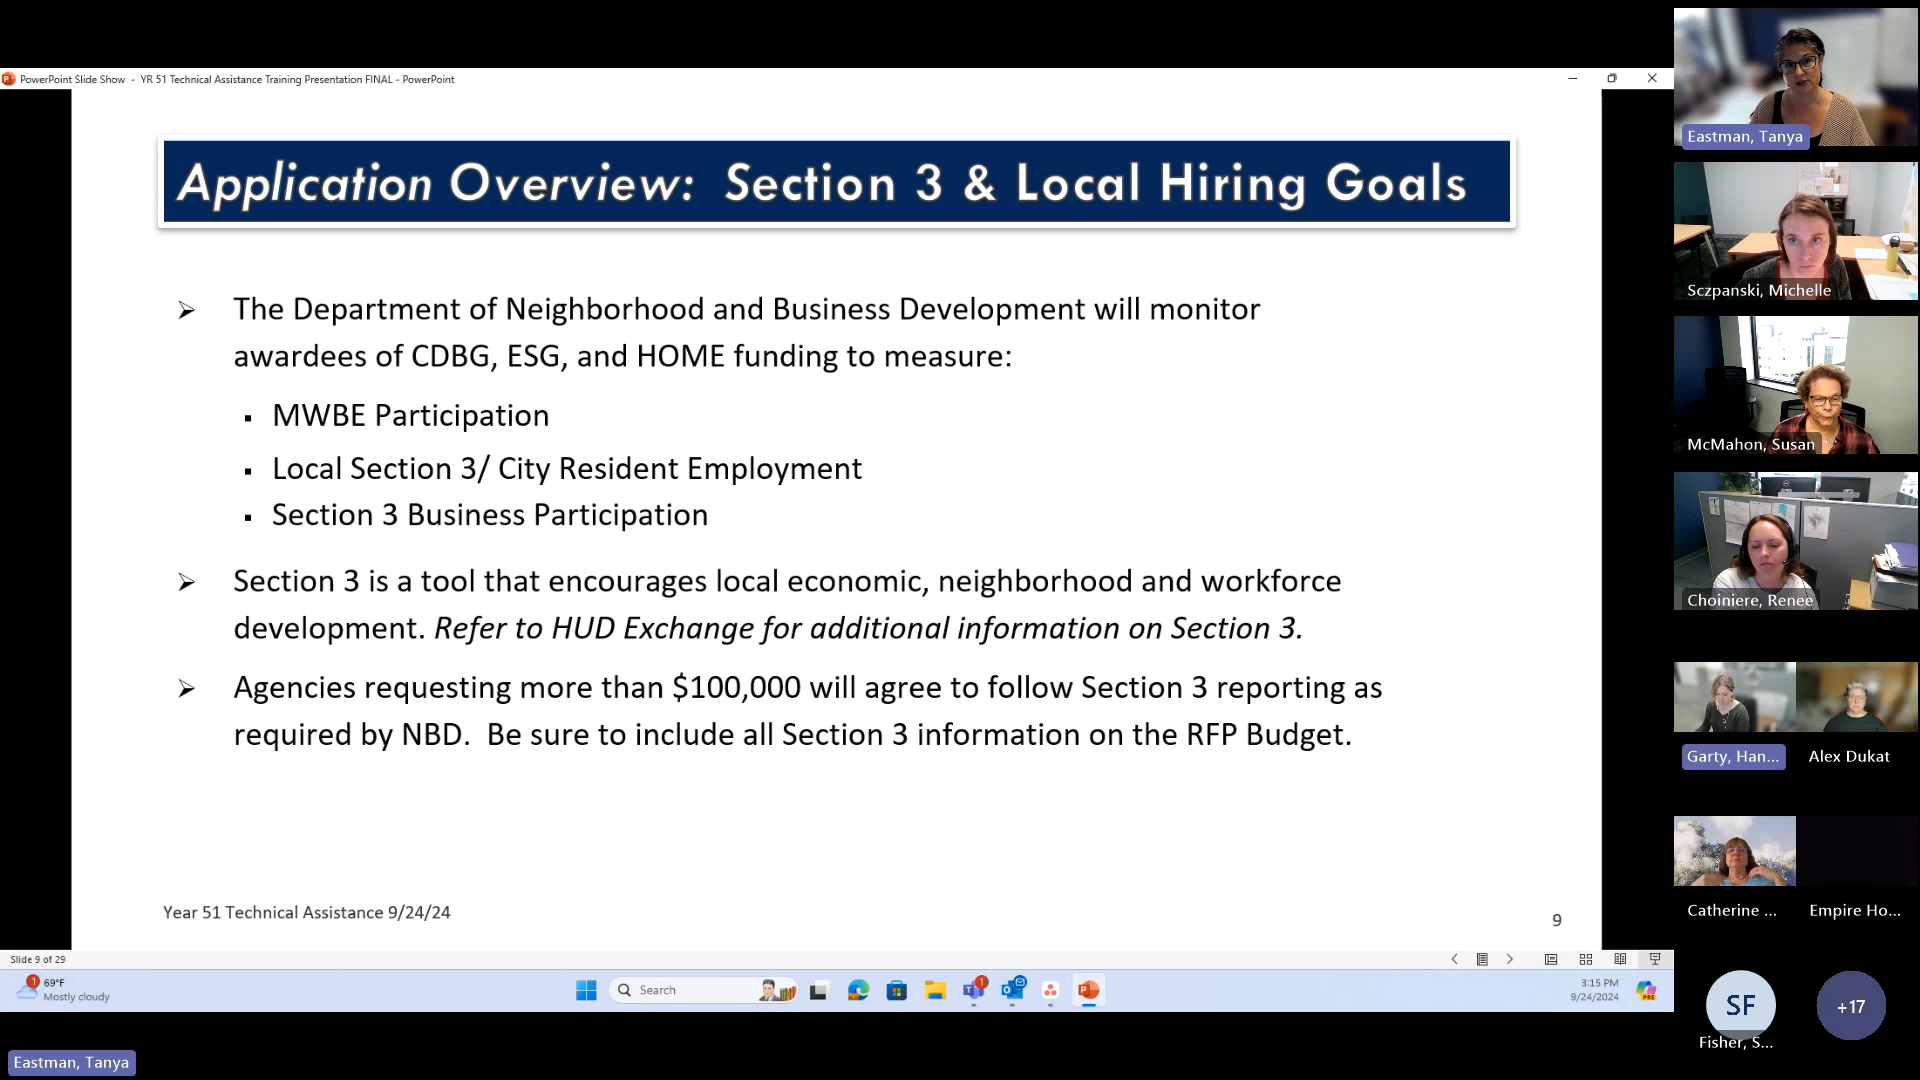 PowerPoint Slide Show - YR 51 Technical Assistance Training Presentation FINAL - PowerPoint
Application Overview: Section 3 & Local Hiring Goals
The Department of Neighborhood and Business Development will monitor
awardees of CDBG, ESG, and HOME funding to measure:
MWBE Participation
Local Section 3/ City Resident Employment
Section 3 Business Participation
Section 3 is a tool that encourages local economic, neighborhood and workforce
development. Refer to HUD Exchange for additional information on Section 3.
Agencies requesting more than $100,000 will agree to follow Section 3 reporting as
required by NBD.  Be sure to include all Section 3 information on the RFP Budget.
Year 51 Technical Assistance 9/24/24
9
Slide 9 of 29
1
69°F
Mostly cloudy
Search
1
PRE
3:15 PM
9/24/2024
Eastman, Tanya
Eastman, Tanya
Sczpanski, Michelle
McMahon, Susan
Choiniere, Renee
Garty, Han...
Alex Dukat
Catherine ...
Empire Ho...
SF
Fisher, S...
+17